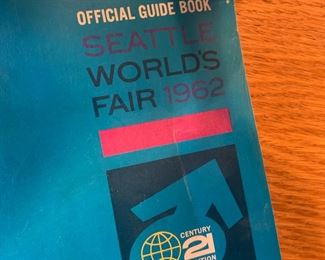 OFFICIAL GUIDE BOOK
SEATTLE
WORLD'S
FAIR 1962
CENTURY
21